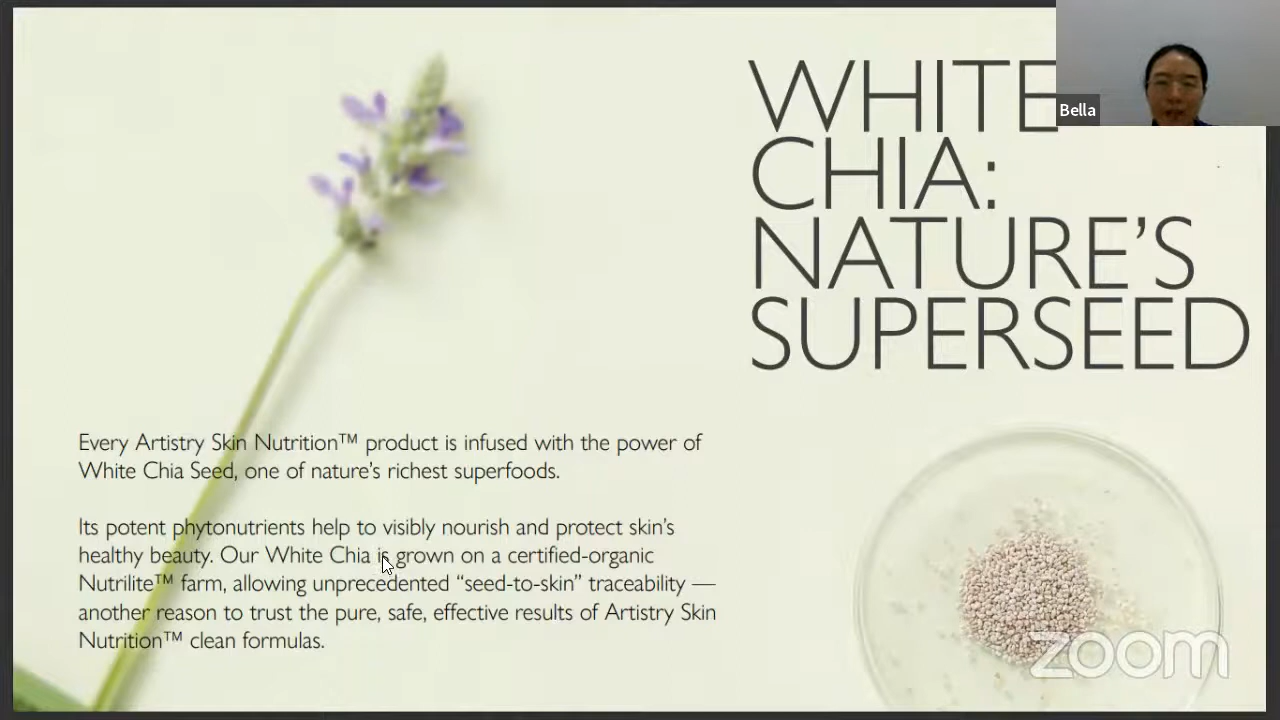 WHITE
CHIA:
NATURE'S
SUPERSEED
Bella
Every Artistry Skin Nutrition™ product is infused with the power of
White Chia Seed, one of nature's richest superfoods.
Its potent phytonutrients help to visibly nourish and protect skin's
healthy beauty. Our White Chia is grown on a certified-organic
Nutrilite™ farm, allowing unprecedented “seed-to-skin” traceability —
another reason to trust the pure, safe, effective results of Artistry Skin
Nutrition™ clean formulas.
zoom